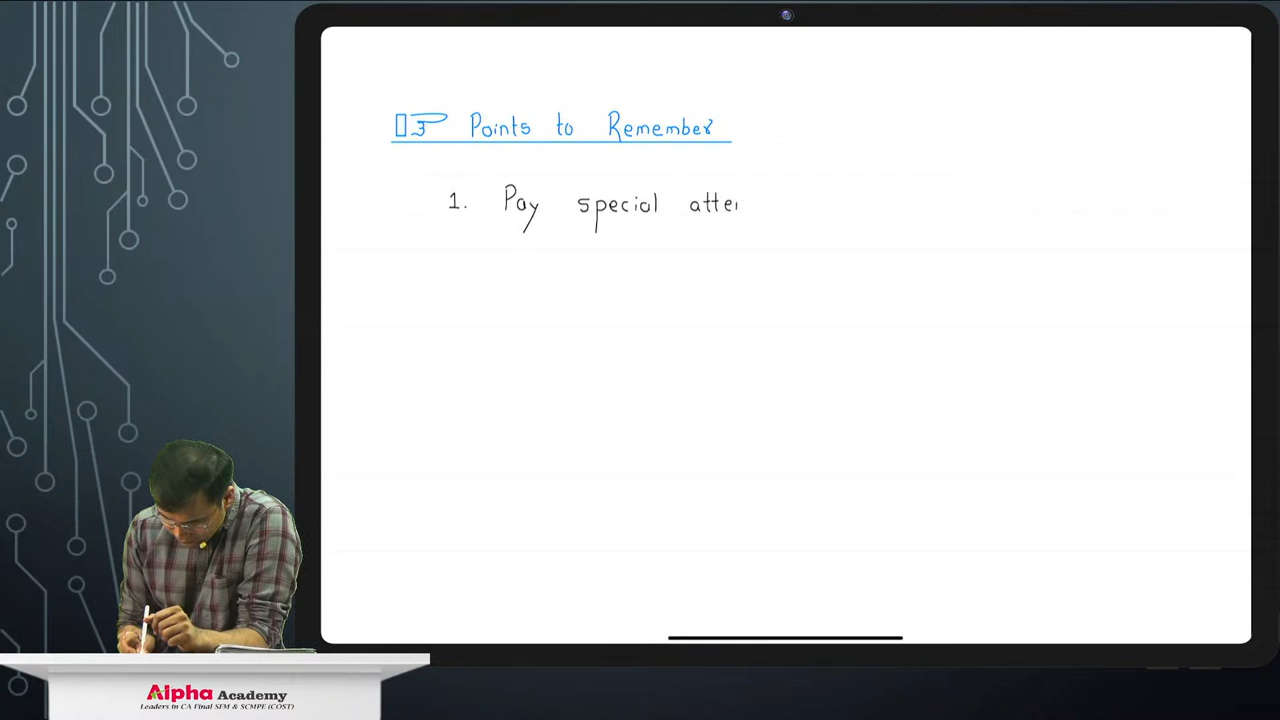 Points to Remember
1. Pay special atte
Alpha Academy
Leaders in CA Final SFM & SCMPE (COST)